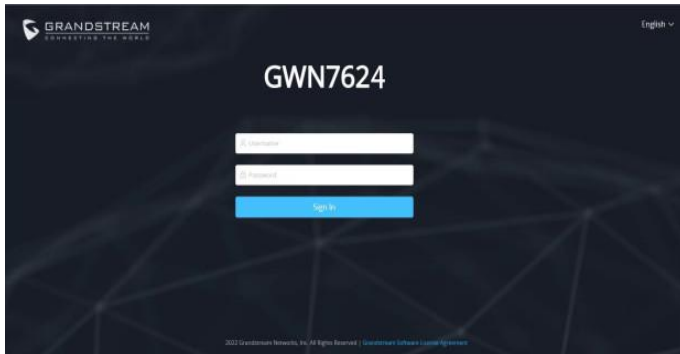 GRANDSTREAM
CONNECTING THE WORLD
English
GWN7624
Username
Password
Sign In
2022 Grandstream Networks, Inc. All Rights Reserved | Grandstream Software License Agreement